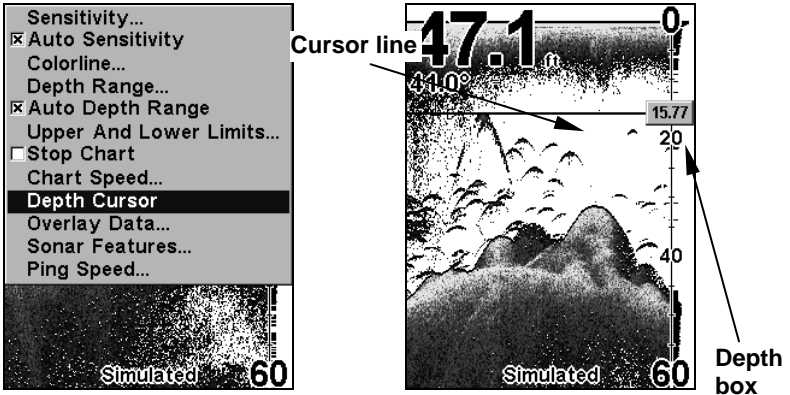 Sensitivity...
Auto Sensitivity
Colorline...
Depth Range...
Auto Depth Range
Upper And Lower Limits...
Stop Chart
Chart Speed...
Depth Cursor
Overlay Data...
Sonar Features...
Ping Speed...
Simulated
60
Cursor line
47.1 ft
44.0°
0
15.77
20
40
Simulated
60
Depth
box